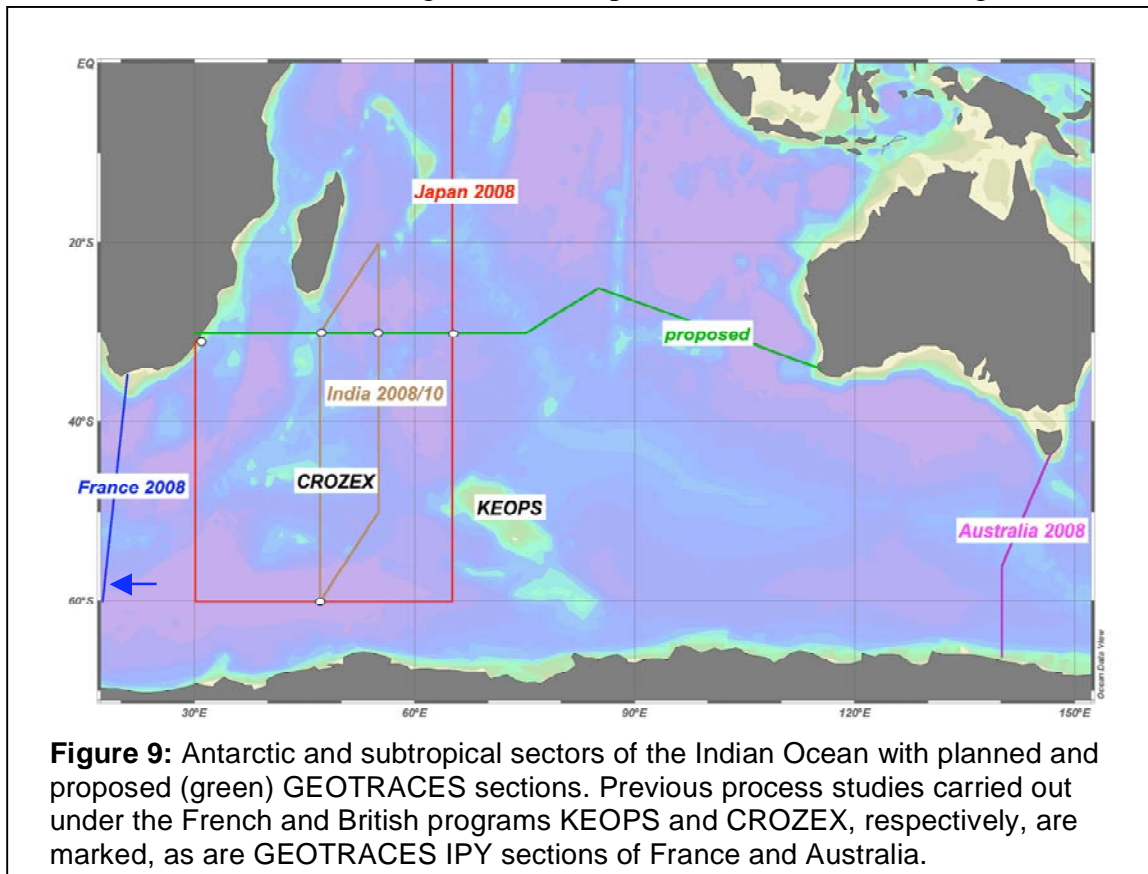 EQ
Japan 2008
20°S
proposed
India 2008/10
40°S
CROZEX
France 2008
KEOPS
Australia 2008
60°S
Ocean Data View
30°E 60°E 90°E 120°E 150°E
Figure 9: Antarctic and subtropical sectors of the Indian Ocean with planned and
proposed (green) GEOTRACES sections. Previous process studies carried out
under the French and British programs KEOPS and CROZEX, respectively, are
marked, as are GEOTRACES IPY sections of France and Australia.